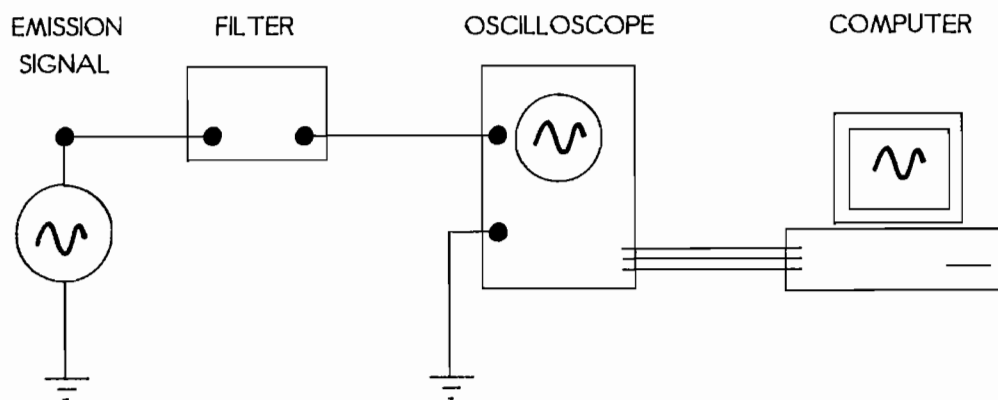 EMISSION
SIGNAL
FILTER
OSCILLOSCOPE
COMPUTER